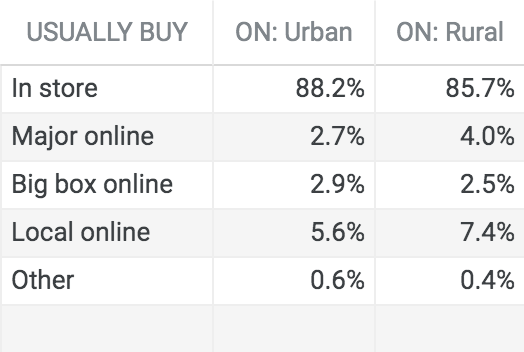 USUALLY BUY ON: Urban ON: Rural
In store 88.2% 85.7%
Major online 2.7% 4.0%
Big box online 2.9% 2.5%
Local online 5.6% 7.4%
Other 0.6% 0.4%